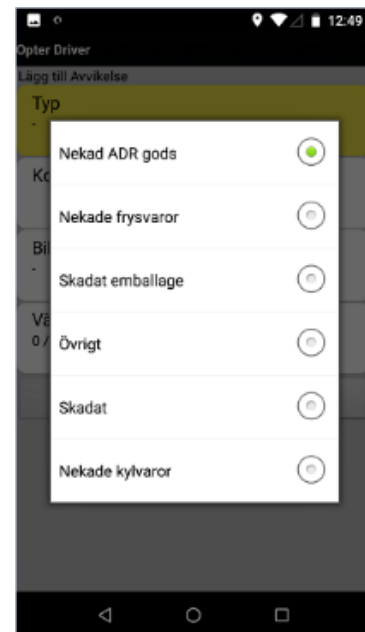 12:49
Opter Driver
Lägg till Avvikelse
Typ
-
Nekad ADR gods
Nekade frysvaror
Skadat emballage
Övrigt
Skadat
Nekade kylvaror